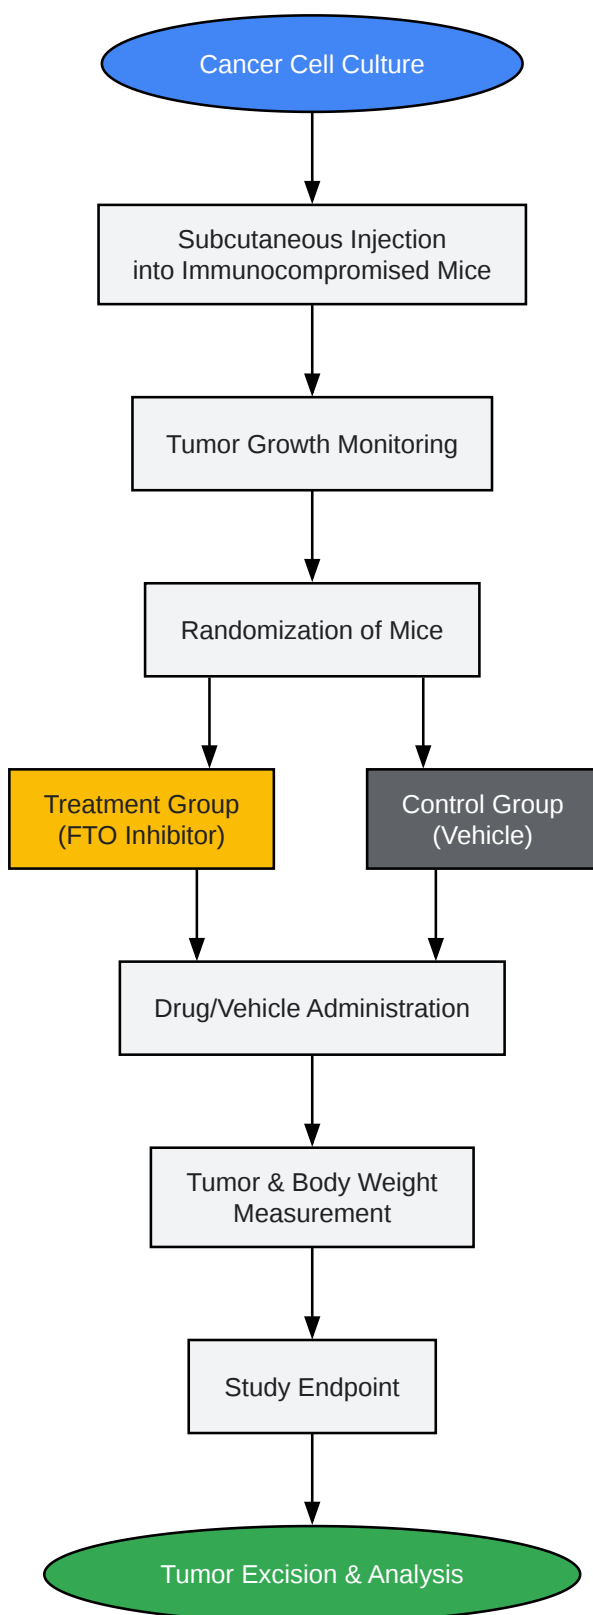 Cancer Cell Culture
Subcutaneous Injection
into Immunocompromised Mice
Tumor Growth Monitoring
Randomization of Mice
Treatment Group
(FTO Inhibitor)
Control Group
(Vehicle)
Drug/Vehicle Administration
Tumor & Body Weight
Measurement
Study Endpoint
Tumor Excision & Analysis